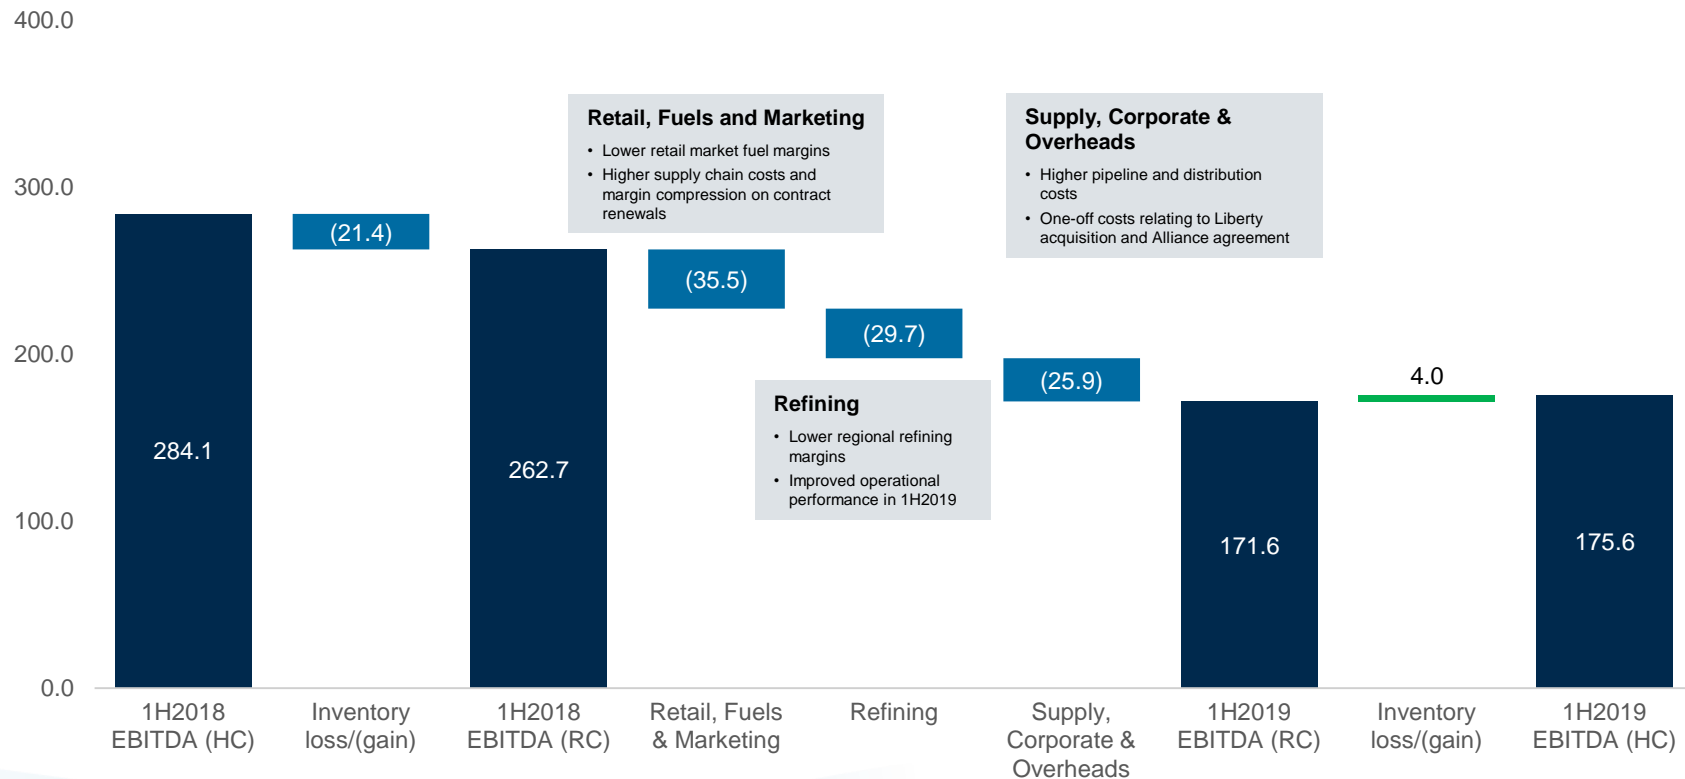 400.0
300.0
200.0
100.0
0.0
Retail, Fuels and Marketing
• Lower retail market fuel margins
• Higher supply chain costs and
margin compression on contract
renewals
Supply, Corporate &
Overheads
• Higher pipeline and distribution
costs
• One-off costs relating to Liberty
acquisition and Alliance agreement
Refining
• Lower regional refining
margins
• Improved operational
performance in 1H2019
284.1
(21.4)
262.7
(35.5)
(29.7)
(25.9)
171.6
4.0
175.6
1H2018
EBITDA (HC)
Inventory
loss/(gain)
1H2018
EBITDA (RC)
Retail, Fuels
& Marketing
Refining
Supply,
Corporate &
Overheads
1H2019
EBITDA (RC)
Inventory
loss/(gain)
1H2019
EBITDA (HC)